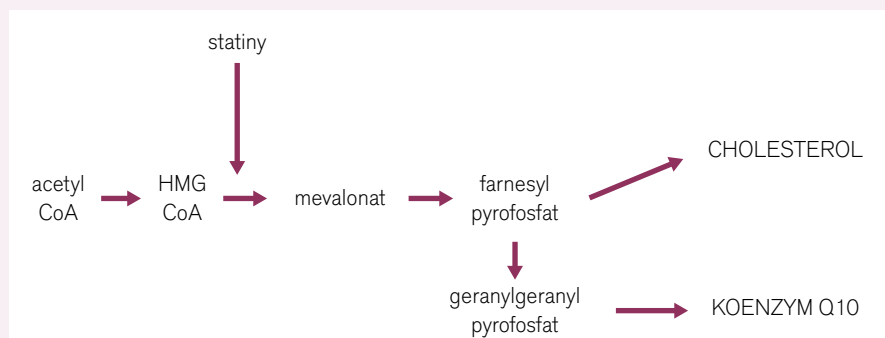 statiny
CHOLESTEROL
acetyl
CoA
HMG
CoA
mevalonat
farnesyl
pyrofosfat
geranylgeranyl
pyrofosfat
KOENZYM Q10